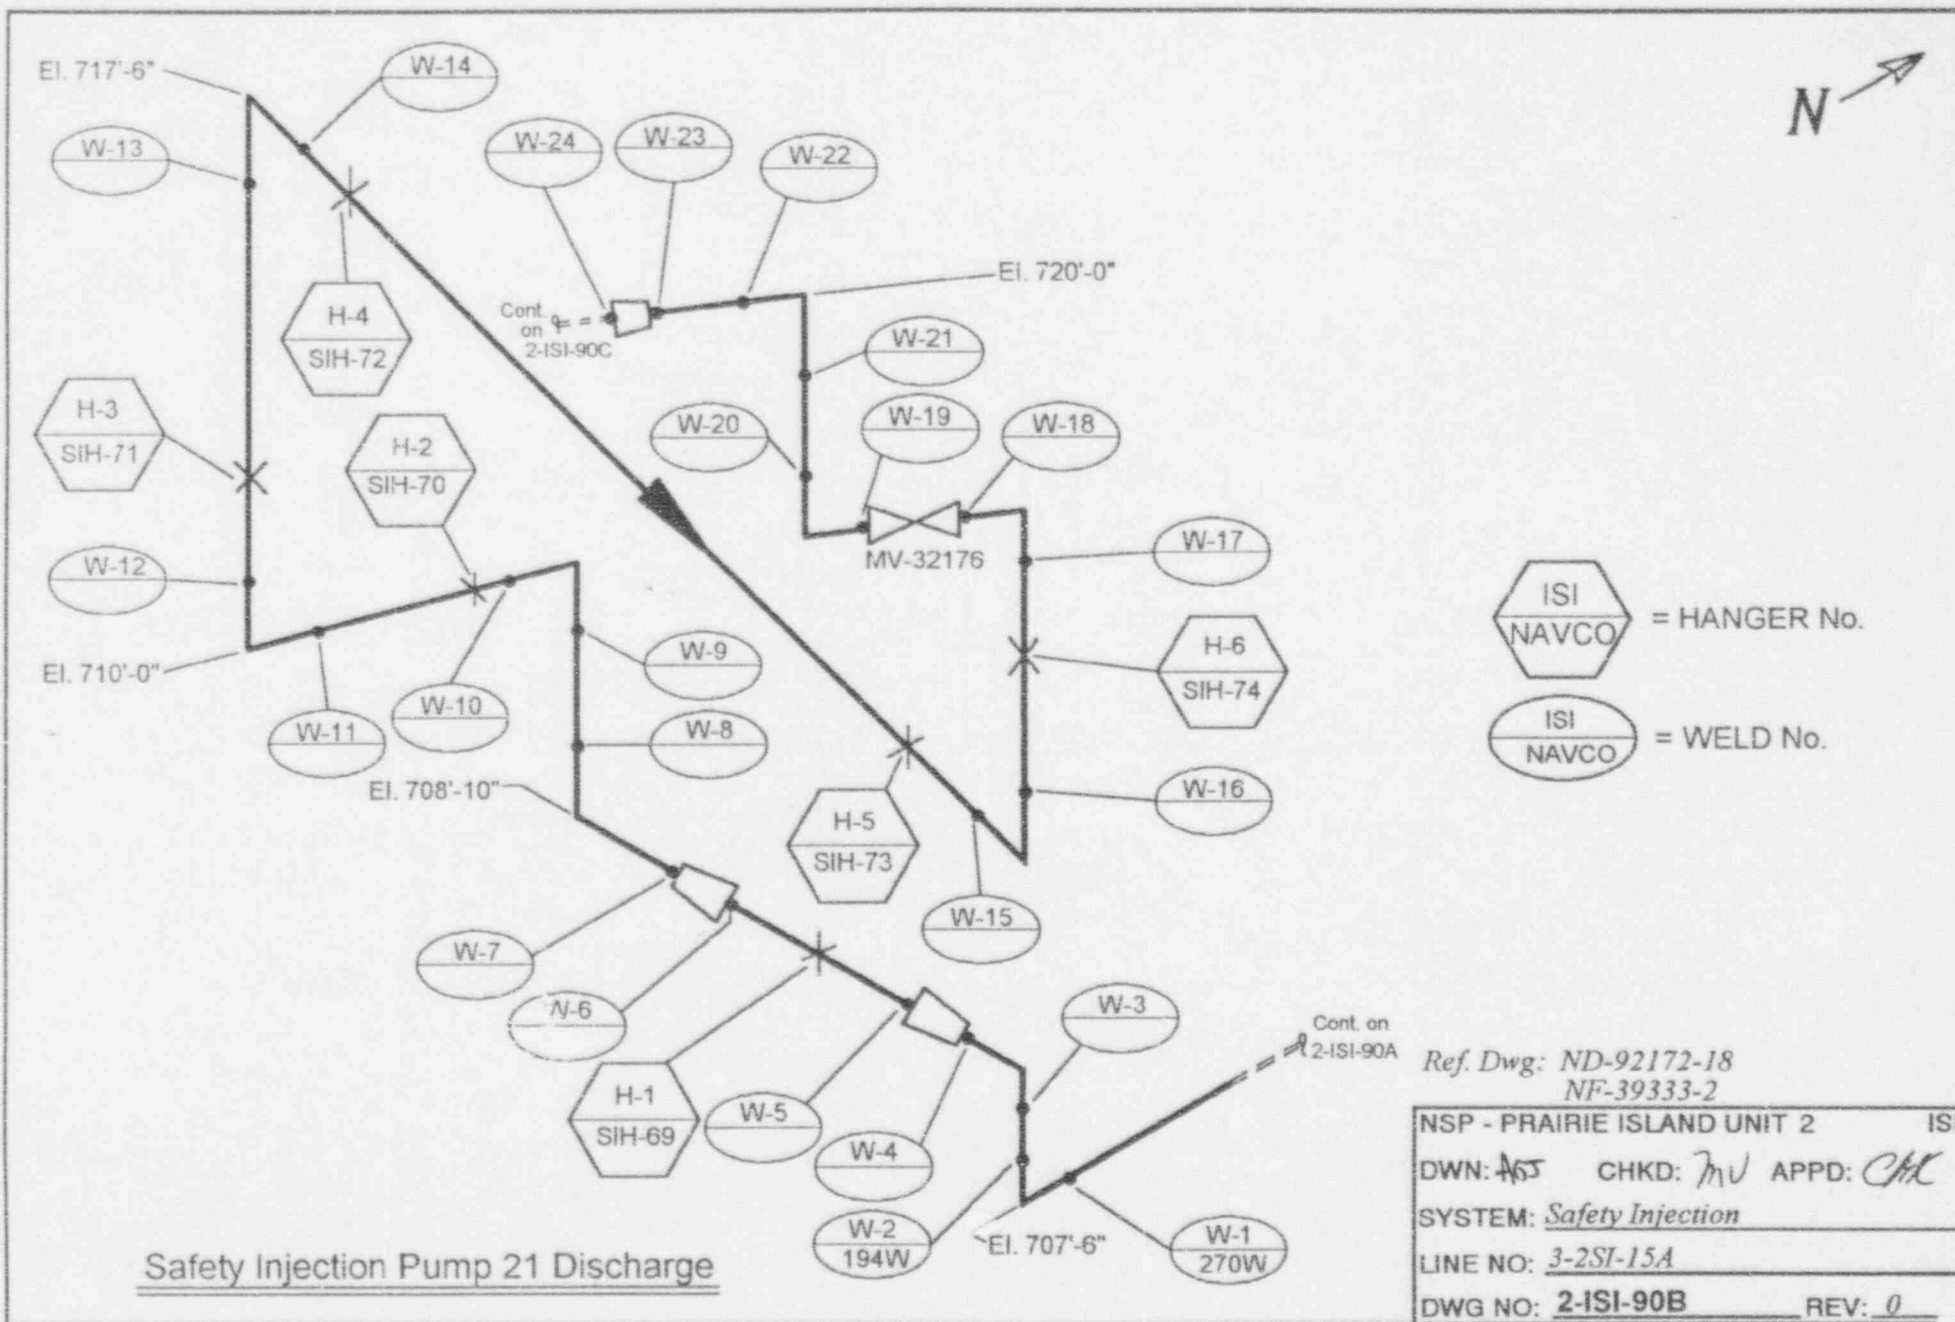 El. 717'-6"
W-14
N
W-13
W-24
W-23
W-22
El. 720'-0"
H-4
SIH-72
Cont.
on
2-ISI-90C
W-21
H-3
SIH-71
H-2
SIH-70
W-20
W-19
W-18
MV-32176
W-17
W-12
ISI
NAVCO
= HANGER No.
El. 710'-0"
W-9
H-6
SIH-74
W-11
W-10
W-8
ISI
NAVCO
= WELD No.
El. 708'-10"
H-5
SIH-73
W-16
W-15
W-7
W-6
W-3
Cont. on
2-ISI-90A
H-1
SIH-69
W-5
W-4
W-2
194W
El. 707'-6"
W-1
270W
Safety Injection Pump 21 Discharge
Ref. Dwg: ND-92172-18
NF-39333-2
NSP - PRAIRIE ISLAND UNIT 2
DWN: CHKD: MV APPD:
SYSTEM: Safety Injection
LINE NO: 3-2SI-15A
DWG NO: 2-ISI-90B REV: 0